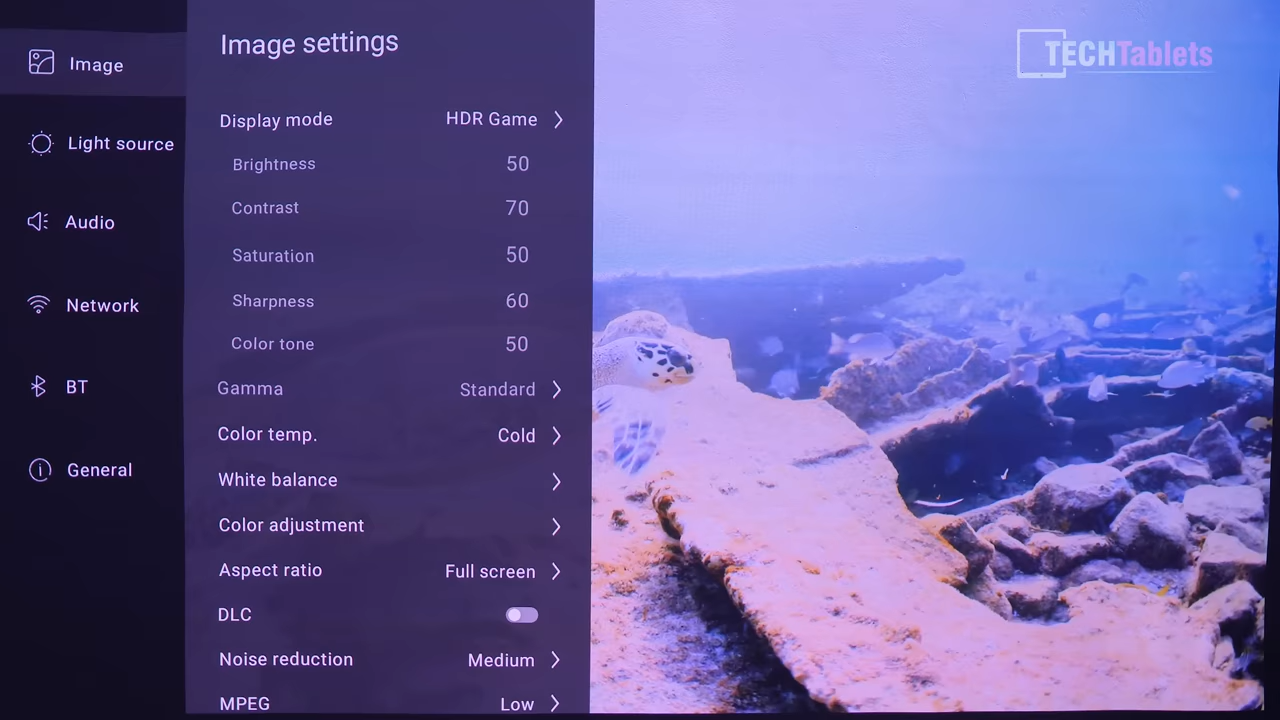 Image settings
TECHTablets
Image
Light source
Audio
Network
BT
General
Display mode HDR Game
Brightness 50
Contrast 70
Saturation 50
Sharpness 60
Color tone 50
Gamma Standard
Color temp. Cold
White balance
Color adjustment
Aspect ratio Full screen
DLC
Noise reduction Medium
MPEG Low